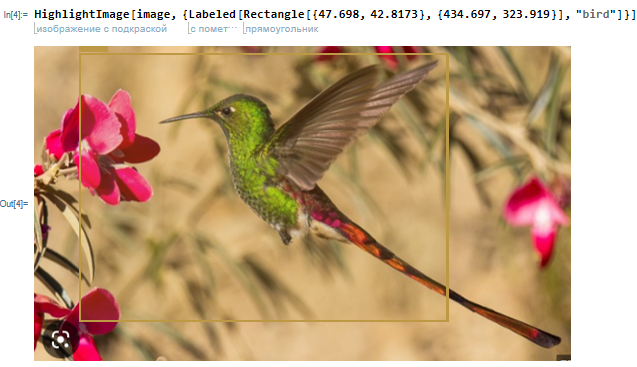 In[4]:= HighlightImage[image, {Labeled[Rectangle[{47.698, 42.8173}, {434.697, 323.919}], "bird"]}]
изображение с подкраской с помет⋯ прямоугольник
Out[4]=